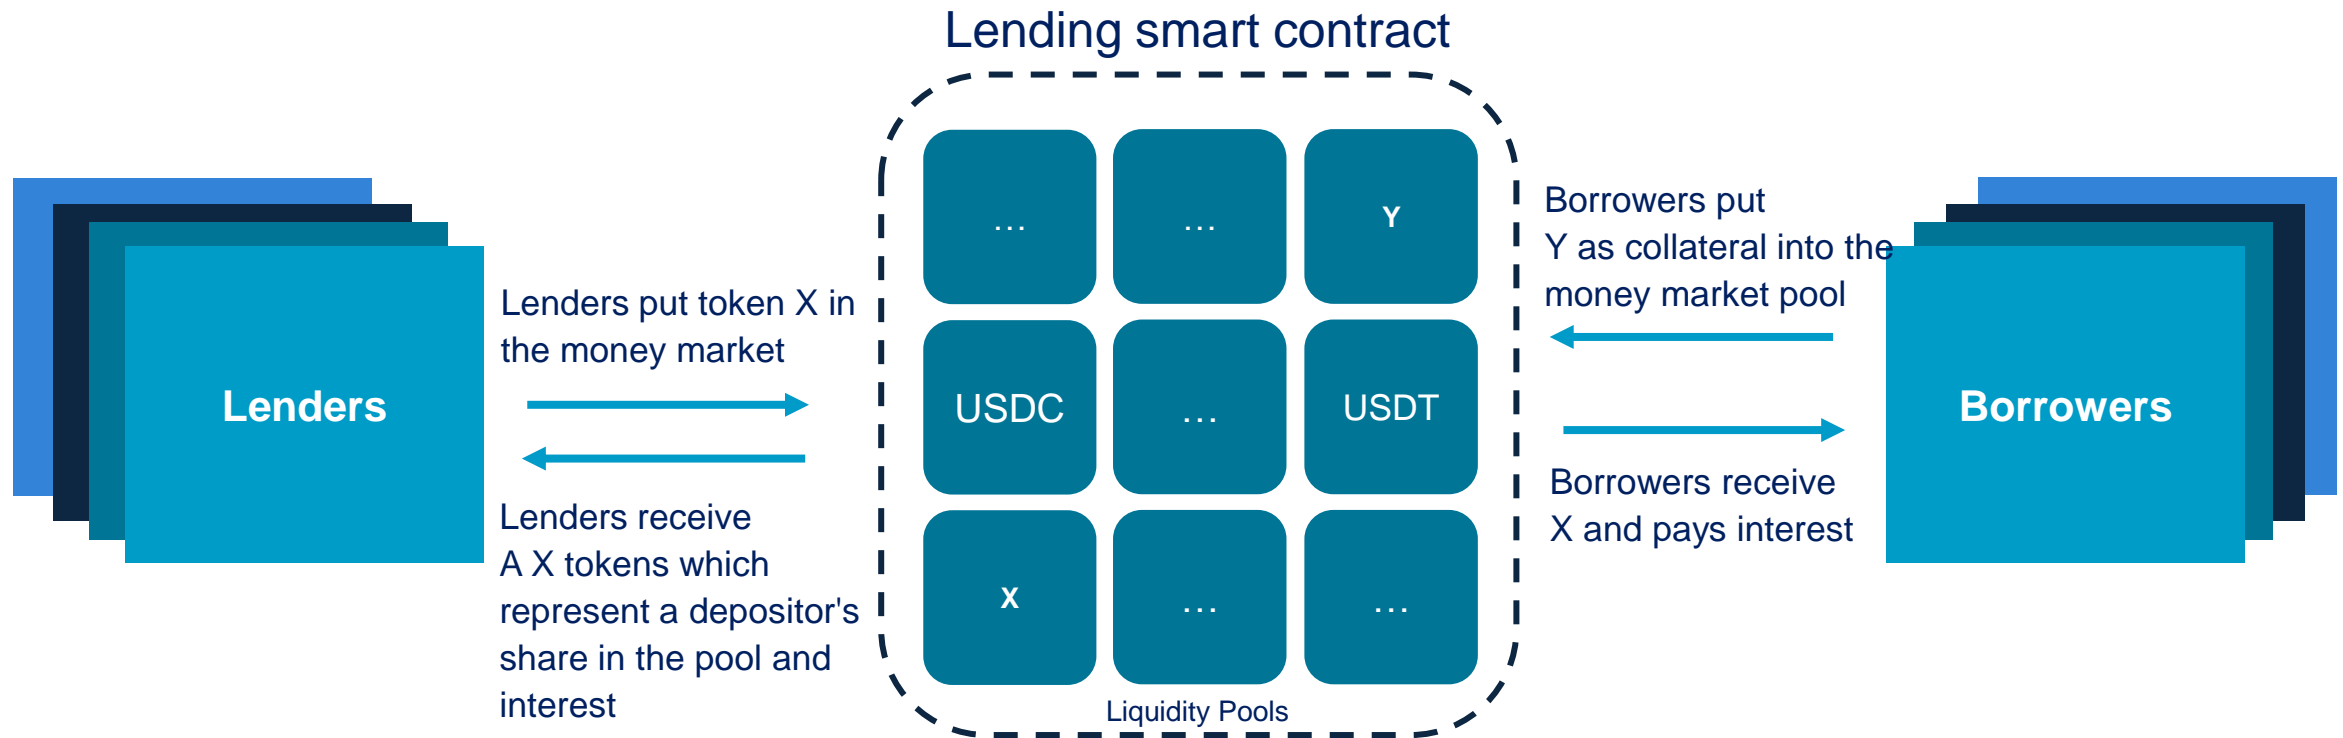 Lending smart contract
Lenders
Lenders put token X in
the money market
Lenders receive
A X tokens which
represent a depositor's
share in the pool and
interest
...
...
Y
USDC
...
USDT
X
...
...
Liquidity Pools
Borrowers put
Y as collateral into the
money market pool
Borrowers receive
X and pays interest
Borrowers